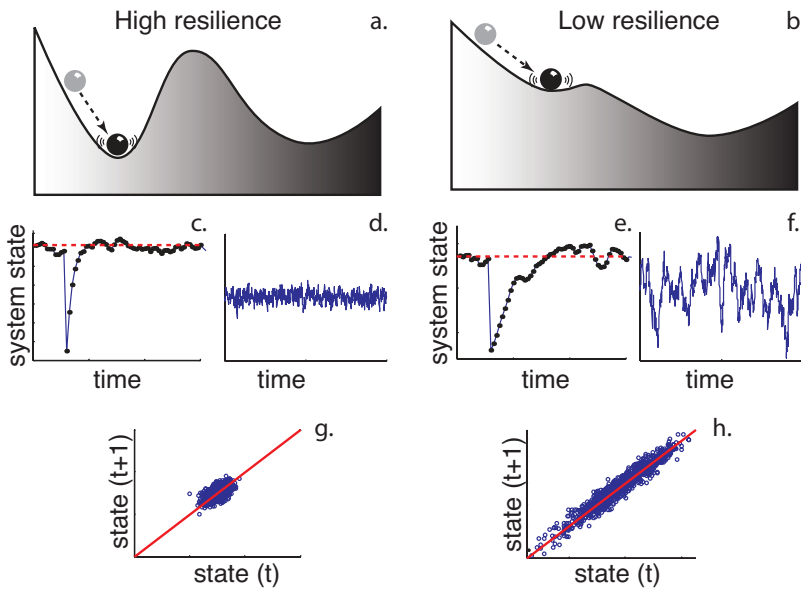 High resilience
a.
Low resilience
b.
c.
d.
system state
time
time
e.
f.
system state
time
time
g.
state (t+1)
state (t)
h.
state (t+1)
state (t)